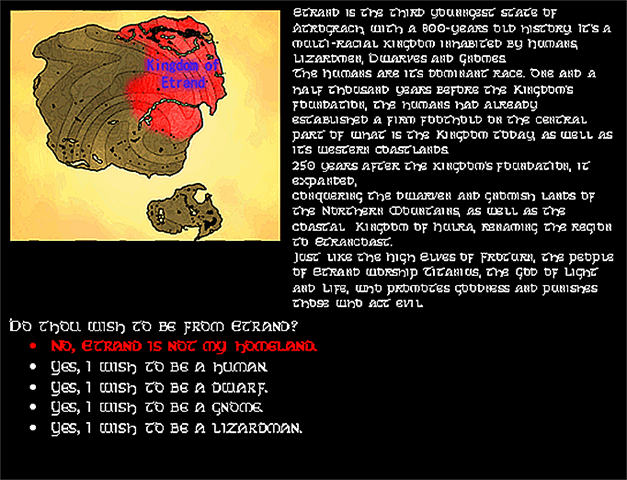 Kingdom of
Etrand
Etrand is the third youngest state of
Atrograch, with a 800-years old history. It's a
multi-racial kingdom inhabited by Humans,
Lizardmen, Dwarves and Gnomes.
The Humans are its dominant race. One and a
half thousand years before the Kingdom's
foundation, the humans had already
established a firm foothold on the central
part of what is the Kingdom today, as well as
its western coastlands.
250 years after the kingdom's foundation, it
expanded,
conquering the dwarven and gnomish lands of
the Northern Mountains, as well as the
coastal Kingdom of Hulra, renaming the region
to Etrancoast.
Just like the High Elves of Froturn, the people
of Etrand worship Titanius, the God of Light
and Life, who promotes goodness and punishes
those who act evil.
Do thou wish to be from Etrand?
• No, Etrand is not my homeland.
• Yes, I wish to be a human.
• Yes, I wish to be a dwarf.
• Yes, I wish to be a gnome.
• Yes, I wish to be a lizardman.